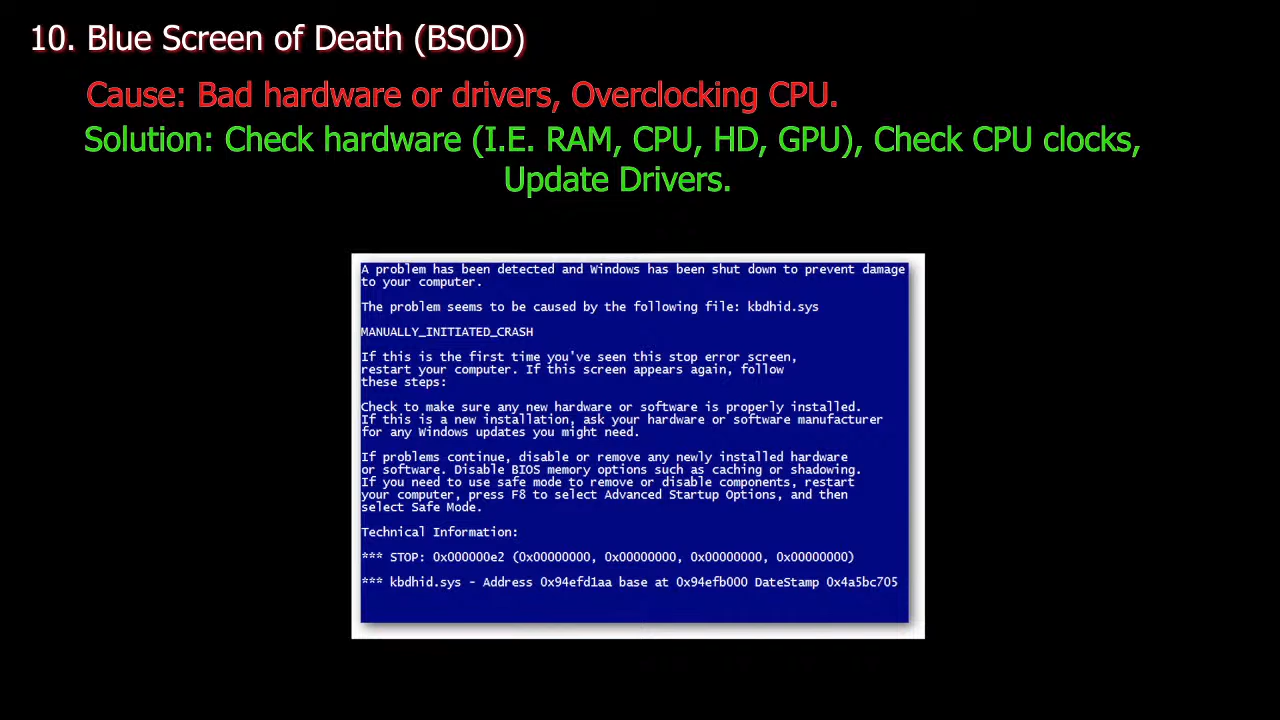 10. Blue Screen of Death (BSOD)
Cause: Bad hardware or drivers, Overclocking CPU.
Solution: Check hardware (I.E. RAM, CPU, HD, GPU), Check CPU clocks,
Update Drivers.
A problem has been detected and Windows has been shut down to prevent damage
to your computer.
The problem seems to be caused by the following file: kbdhid.sys
MANUALLY_INITIATED_CRASH
If this is the first time you've seen this stop error screen,
restart your computer. If this screen appears again, follow
these steps:
Check to make sure any new hardware or software is properly installed.
If this is a new installation, ask your hardware or software manufacturer
for any Windows updates you might need.
If problems continue, disable or remove any newly installed hardware
or software. Disable BIOS memory options such as caching or shadowing.
If you need to use safe mode to remove or disable components, restart
your computer, press F8 to select Advanced Startup Options, and then
select Safe Mode.
Technical Information:
*** STOP: 0x000000e2 (0x00000000, 0x00000000, 0x00000000, 0x00000000)
*** kbdhid.sys - Address 0x94efd1aa base at 0x94efb000 DateStamp 0x4a5bc705